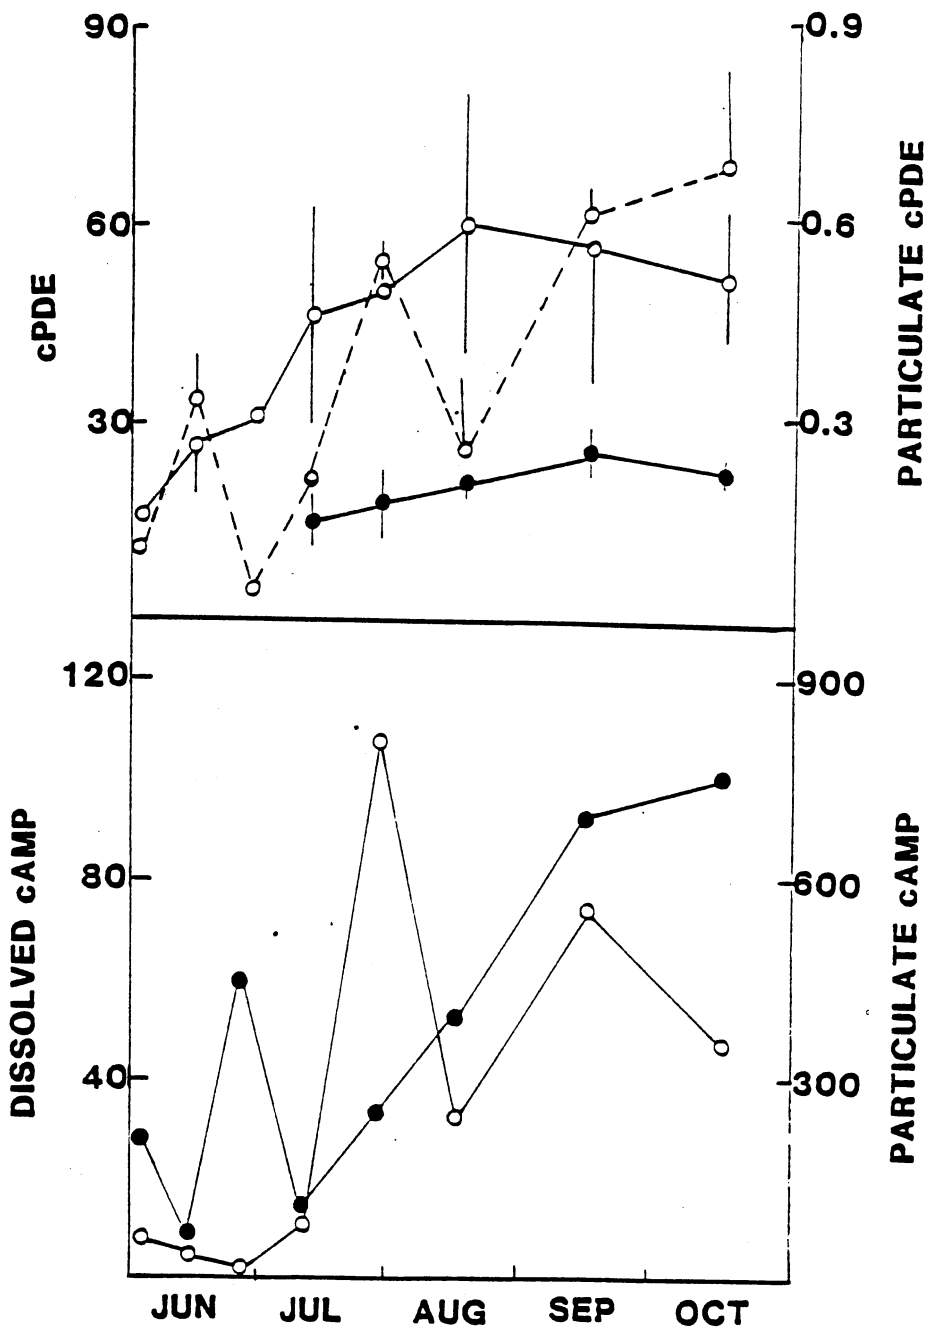 90
0.9
60
0.6
cPDE
PARTICULATE cPDE
30
0.3
120
900
80
600
DISSOLVED cAMP
PARTICULATE cAMP
40
300
JUN JUL AUG SEP OCT